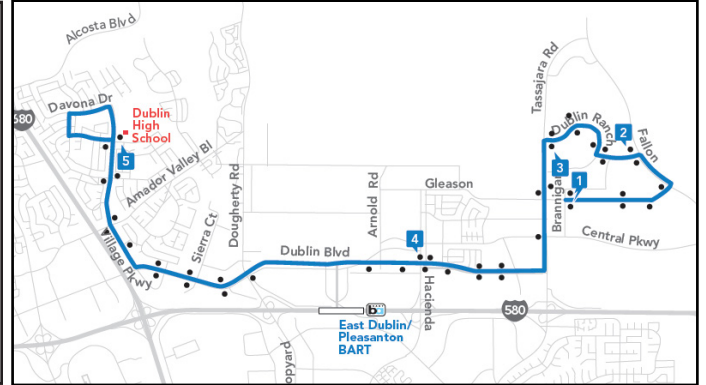 Alcosta Blvd
Davona Dr
680
Dublin
High
School
5
Amador Valley Bl
Village Pkwy
Sierra Ct
Dougherty Rd
Dublin Blvd
Arnold Rd
Gleason
4
Hacienda
580
East Dublin/
Pleasanton
BART
Tassajara Rd
Dublin Ranch
2
Fallon
3
1
Brannigan
Central Pkwy